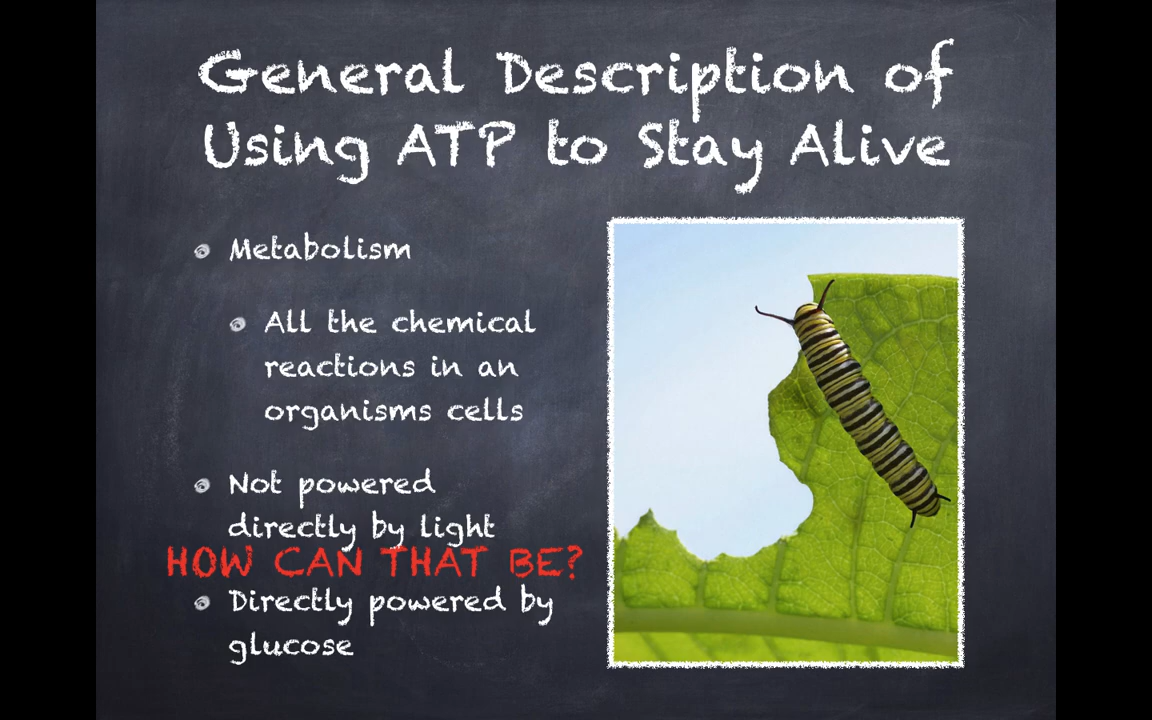 General Description of
Using ATP to Stay Alive
Metabolism
All the chemical
reactions in an
organisms cells
Not powered
directly by light
HOW CAN THAT BE?
Directly powered by
glucose